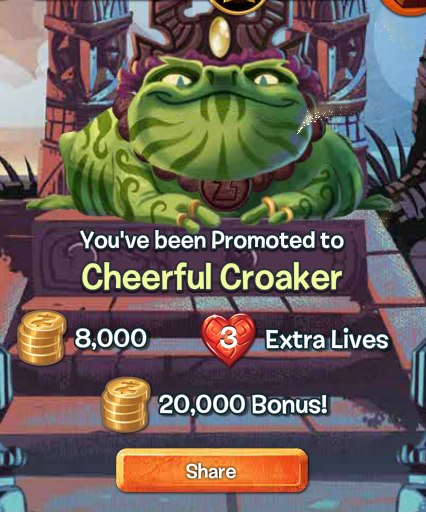 You've been Promoted to
Cheerful Croaker
8,000
3 Extra Lives
20,000 Bonus!
Share